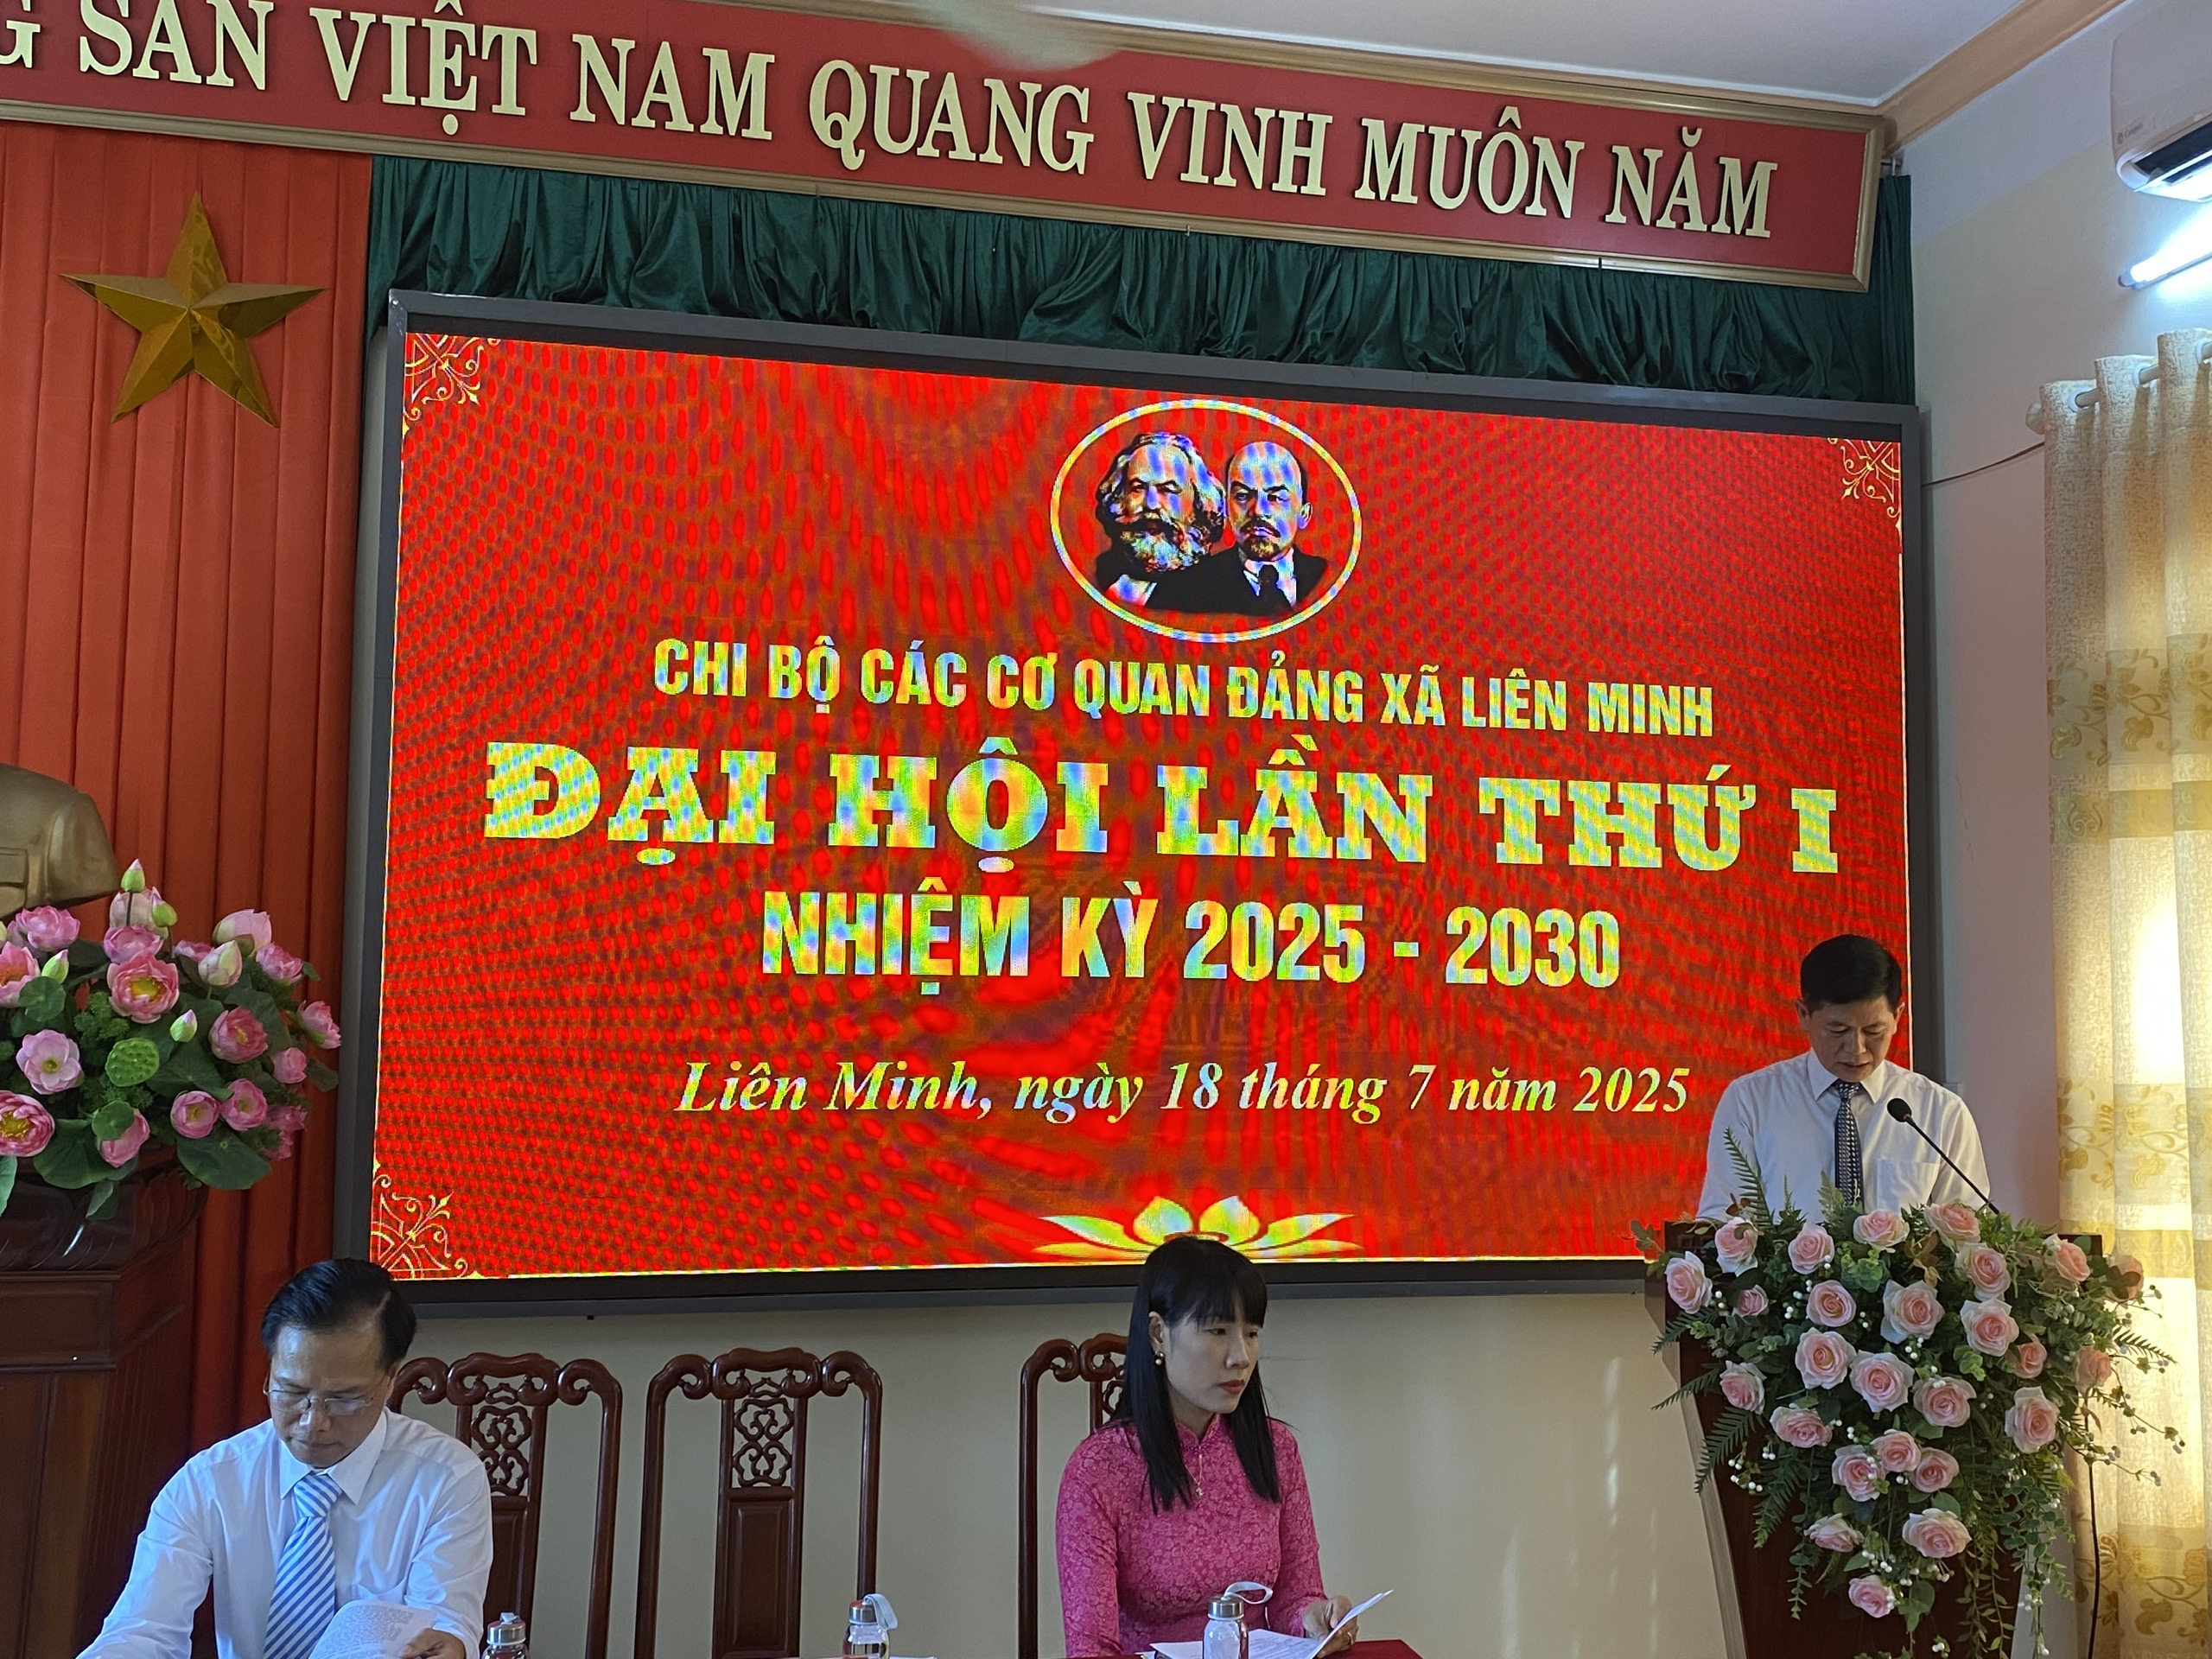 G SẢN VIỆT NAM QUANG VINH MUÔN NĂM
CHI BỘ CÁC CƠ QUAN ĐẢNG XÃ LIÊN MINH
ĐẠI HỘI LẦN THỨ I
NHIỆM KỲ 2025 - 2030
Liên Minh, ngày 18 tháng 7 năm 2025